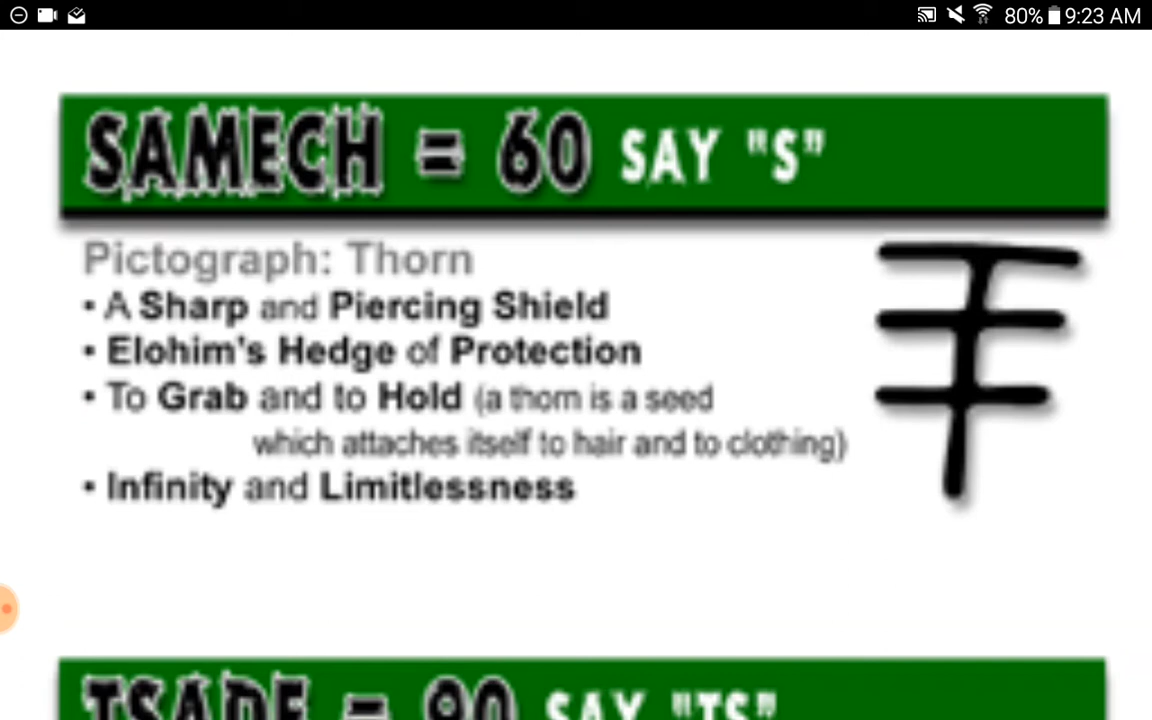 80% 9:23 AM
SAMECH = 60 SAY "S"
Pictograph: Thorn
• A Sharp and Piercing Shield
• Elohim's Hedge of Protection
• To Grab and to Hold (a thorn is a seed
which attaches itself to hair and to clothing)
• Infinity and Limitlessness
TSADE = 90 SAY "TS"